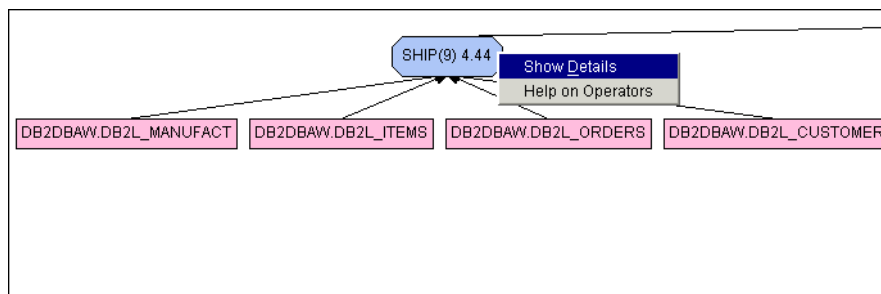 SHIP(9) 4.44
Show Details
Help on Operators
DB2DBAW.DB2L_MANUFACT
DB2DBAW.DB2L_ITEMS
DB2DBAW.DB2L_ORDERS
DB2DBAW.DB2L_CUSTOMER